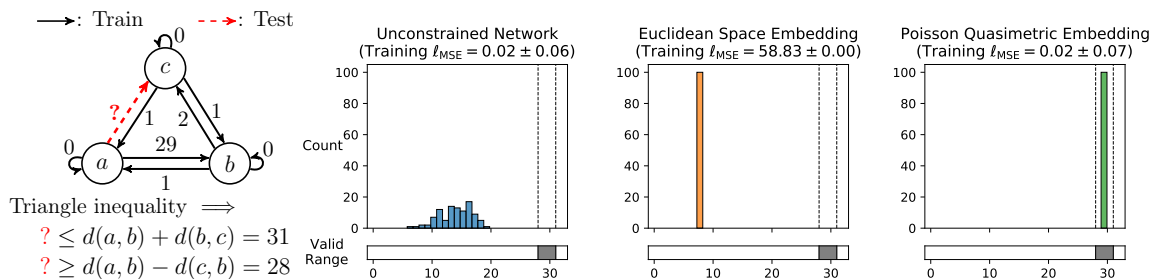 : Train
: Test
0
c
?
1
2
1
0
a
29
b
0
1
Triangle inequality ⟹
? ≤ d(a, b) + d(b, c) = 31
? ≥ d(a, b) − d(c, b) = 28
Unconstrained Network
(Training ℓMSE = 0.02 ± 0.06)
100
80
60
Count
40
20
0
Valid
Range
0 10 20 30
Euclidean Space Embedding
(Training ℓMSE = 58.83 ± 0.00)
100
80
60
40
20
0
0 10 20 30
Poisson Quasimetric Embedding
(Training ℓMSE = 0.02 ± 0.07)
100
80
60
40
20
0
0 10 20 30